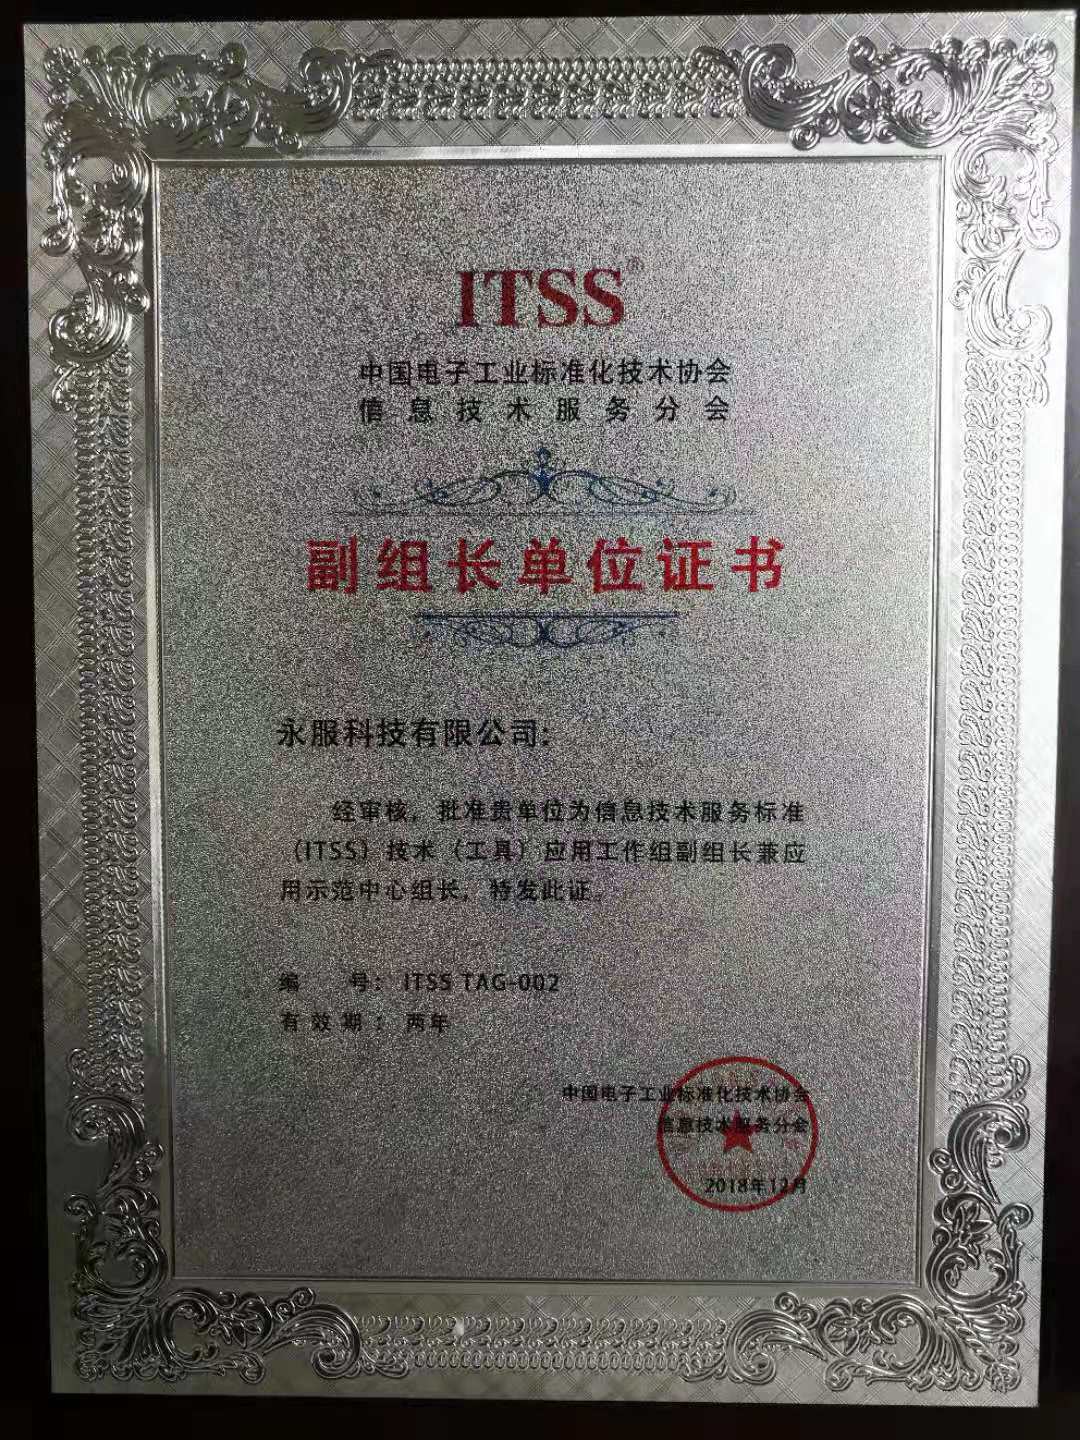 ITSS®
中国电子工业标准化技术协会
信息技术服务分会
副组长单位证书
永服科技有限公司:
经审核，批准贵单位为信息技术服务标准
（ITSS）技术（工具）应用工作组副组长兼应
用示范中心组长，特发此证。
编 号： ITSS TAG-002
有效期： 两年
中国电子工业标准化技术协会
信息技术服务分会
2018年12月